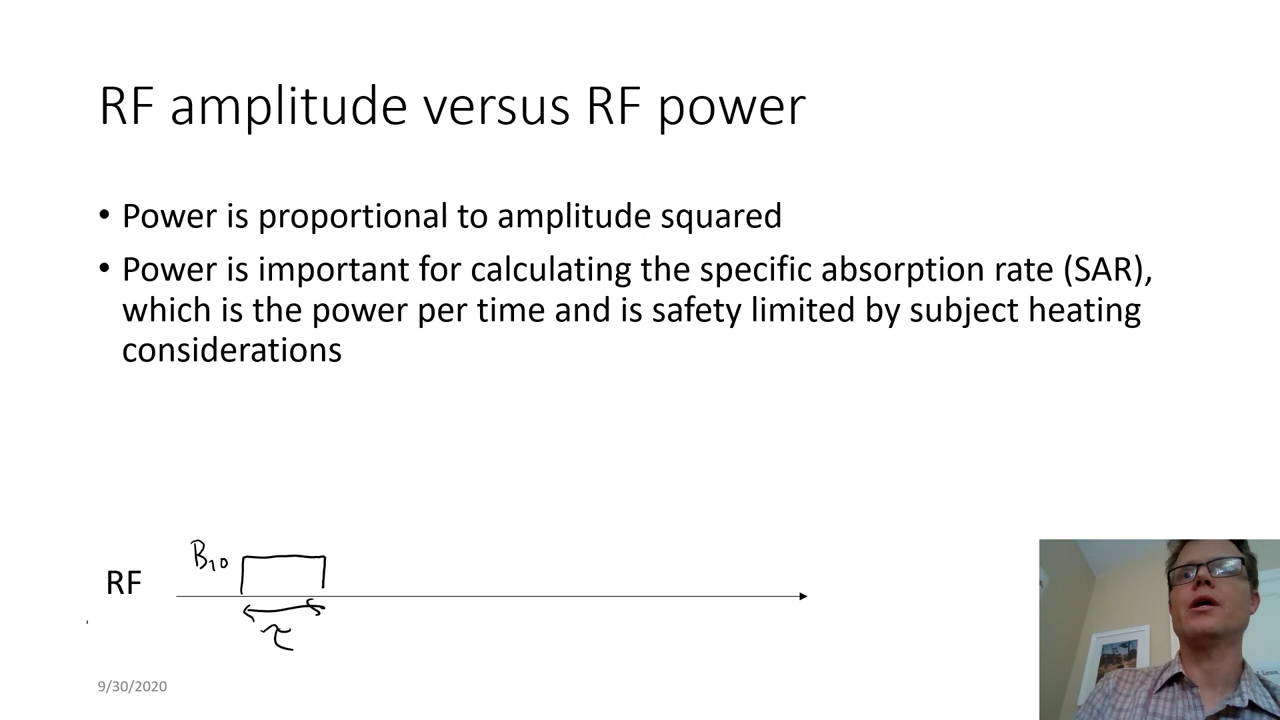 RF amplitude versus RF power
• Power is proportional to amplitude squared
• Power is important for calculating the specific absorption rate (SAR),
which is the power per time and is safety limited by subject heating
considerations
B10
RF
τ
9/30/2020